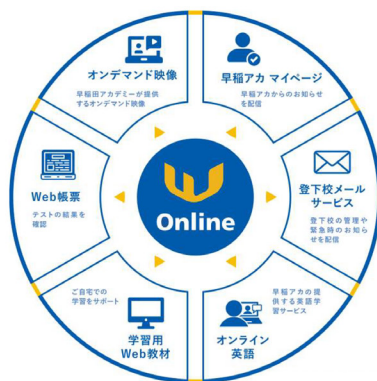 オンデマンド映像
早稲田アカデミーが提供
するオンデマンド映像
早稲アカ マイページ
早稲アカからのお知らせ
を配信
Web帳票
テストの結果を
確認
W
Online
登下校メール
サービス
登下校の管理や
緊急時のお知
らせを配信
ご自宅での
学習をサポート
学習用
Web教材
早稲アカの提
供する英語学
習サービス
オンライン
英語